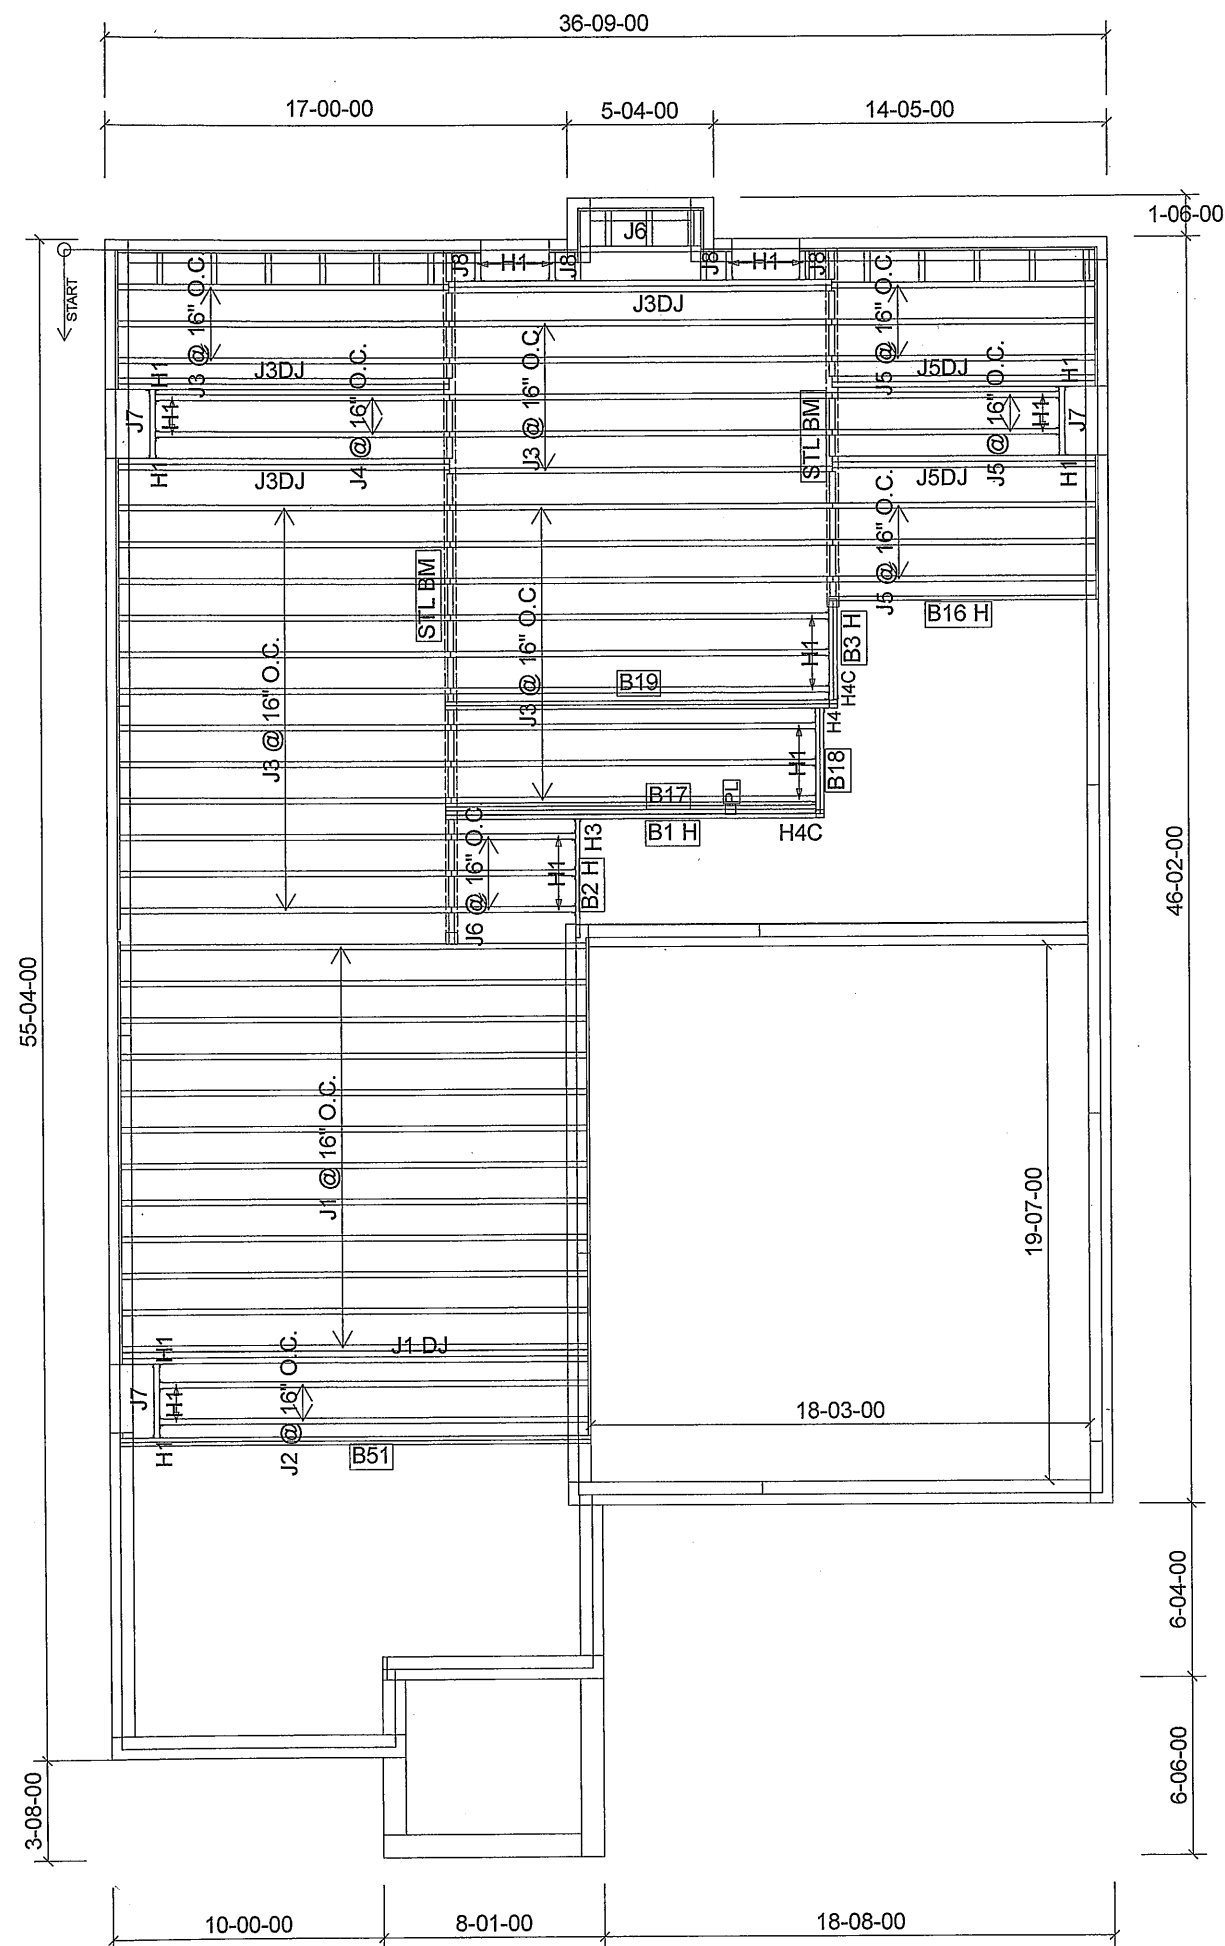 36-09-00
17-00-00
5-04-00
14-05-00
1-06-00
START
J6
J8
H1
J8
J8
H1
J8
J3DJ
J3 @ 16" O.C.
J3DJ
J4 @ 16" O.C.
H1
J7
H1
H1
J3DJ
J3 @ 16" O.C.
STL BM
J5 @ 16" O.C.
J5DJ
J5 @ 16" O.C.
H1
H1
J7
H1
J5DJ
J5 @ 16" O.C.
STL BM
J3 @ 16" O.C.
J3 @ 16" O.C.
B16 H
H1
B3 H
B19
H4C
H4
H1
B18
B17
PL
B1 H
H4C
J6 @ 16" O.C
H1
H3
B2 H
46-02-00
55-04-00
J1 @ 16" O.C.
19-07-00
J1 DJ
H1
J7
H1
H1
J2 @ 16" O.C.
B51
18-03-00
6-04-00
6-06-00
3-08-00
10-00-00
8-01-00
18-08-00